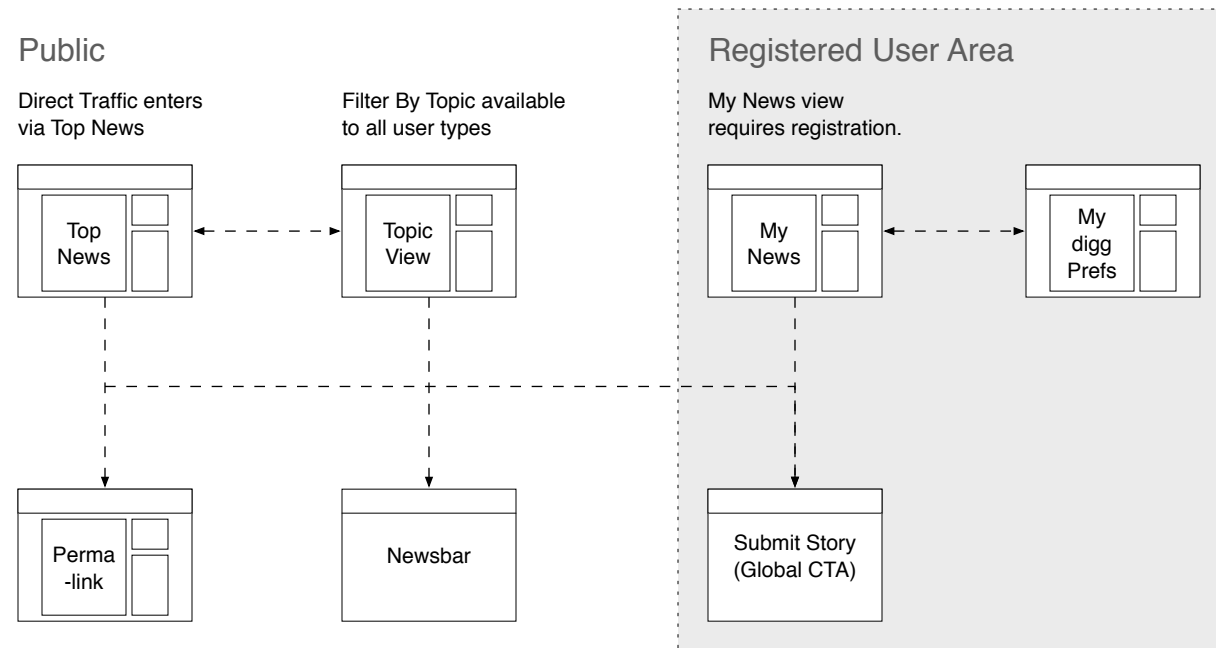 Public
Direct Traffic enters
via Top News
Filter By Topic available
to all user types
Registered User Area
My News view
requires registration.
Top
News
Topic
View
My
News
My
digg
Prefs
Perma
-link
Newsbar
Submit Story
(Global CTA)